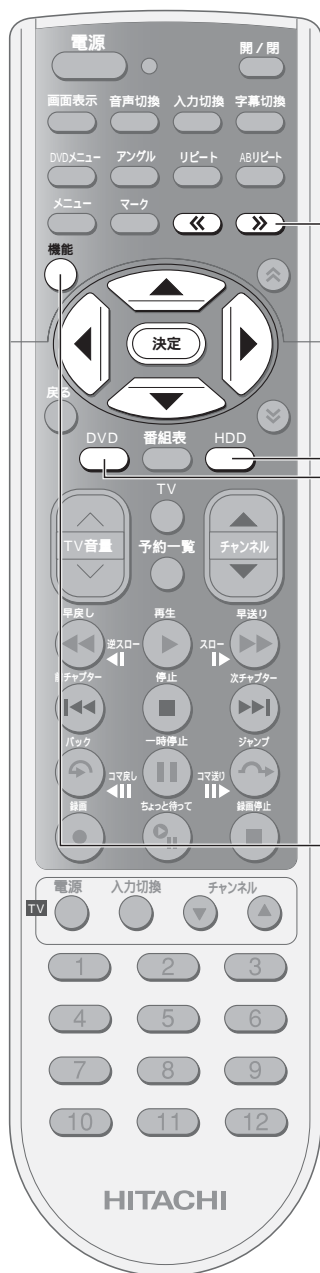 電源 開/閉
画面表示 音声切換 入力切換 字幕切換
DVDメニュー アングル リピート ABリピート
メニュー マーク
機能
決定
戻る
DVD 番組表 HDD
TV
TV音量 予約一覧 チャンネル
早戻し 再生 早送り
逆スロー スロー
前チャプター 停止 次チャプター
バック 一時停止 ジャンプ
コマ戻し コマ送り
録画 ちょっと待って 録画停止
TV 電源 入力切換 チャンネル
1 2 3
4 5 6
7 8 9
10 11 12
HITACHI